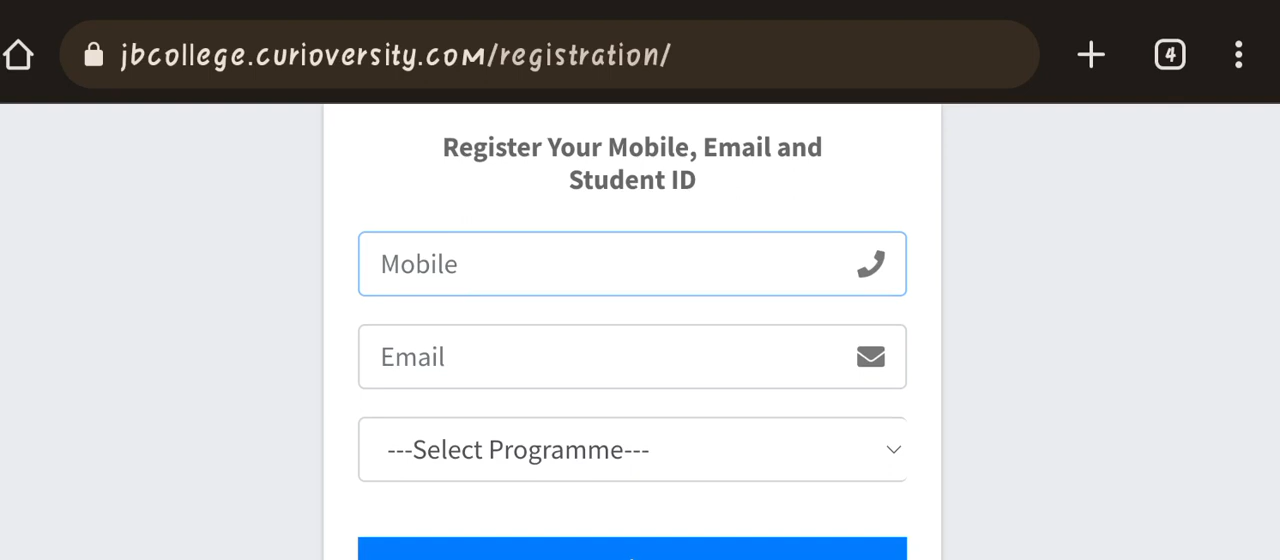 jbcollege.curioversity.com/registration/
4
Register Your Mobile, Email and
Student ID
Mobile
Email
---Select Programme---